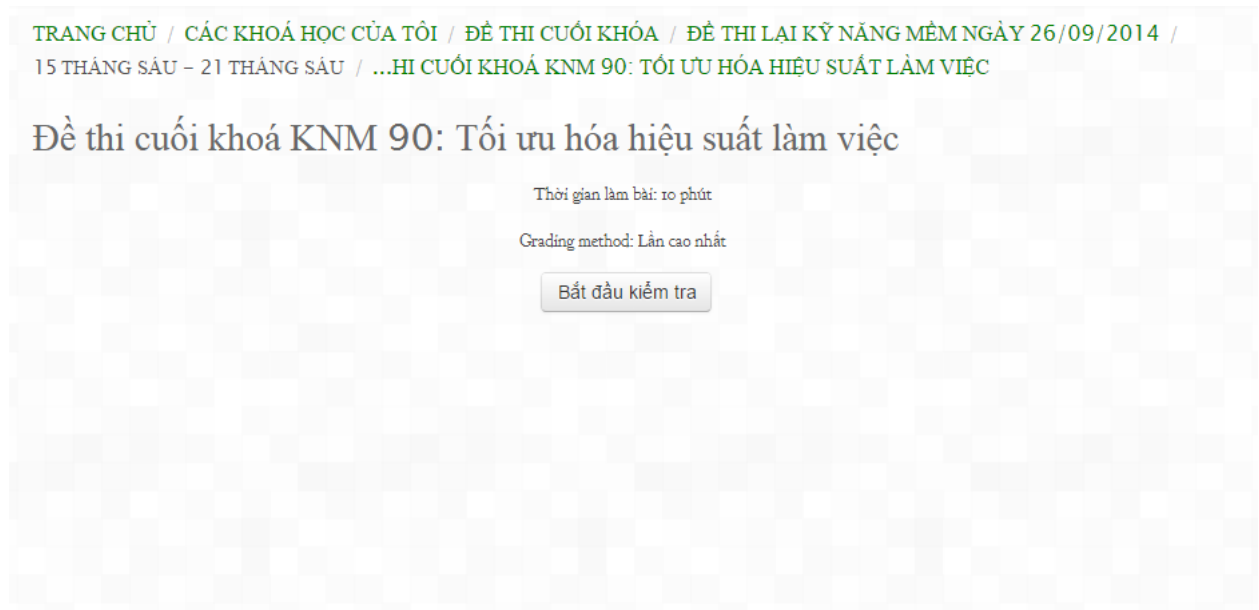 TRANG CHỦ / CÁC KHOÁ HỌC CỦA TÔI / ĐỀ THI CUỐI KHÓA / ĐỀ THI LẠI KỸ NĂNG MỀM NGÀY 26/09/2014 /
15 THÁNG SÁU – 21 THÁNG SÁU / ...HI CUỐI KHOÁ KNM 90: TỐI ƯU HÓA HIỆU SUẤT LÀM VIỆC
Đề thi cuối khoá KNM 90: Tối ưu hóa hiệu suất làm việc
Thời gian làm bài: 10 phút
Grading method: Lần cao nhất
Bắt đầu kiểm tra